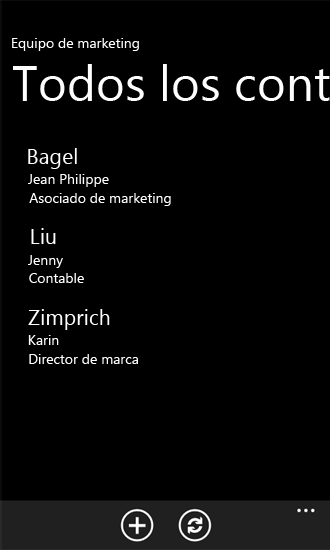 Equipo de marketing
Todos los cont
Bagel
Jean Philippe
Asociado de marketing
Liu
Jenny
Contable
Zimprich
Karin
Director de marca